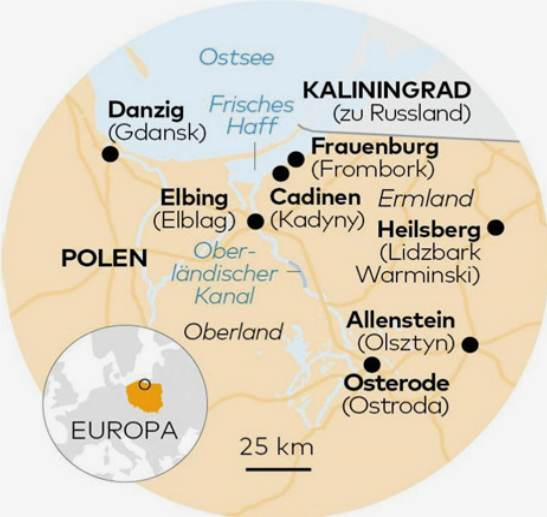 Ostsee
KALININGRAD
(zu Russland)
Danzig
(Gdansk)
Frisches
Haff
Frauenburg
(Frombork)
Elbing
(Elblag)
Cadinen
(Kadyny)
Ermland
Heilsberg
(Lidzbark
Warminski)
POLEN
Ober-
ländischer
Kanal
Oberland
Allenstein
(Olsztyn)
Osterode
(Ostroda)
EUROPA
25 km